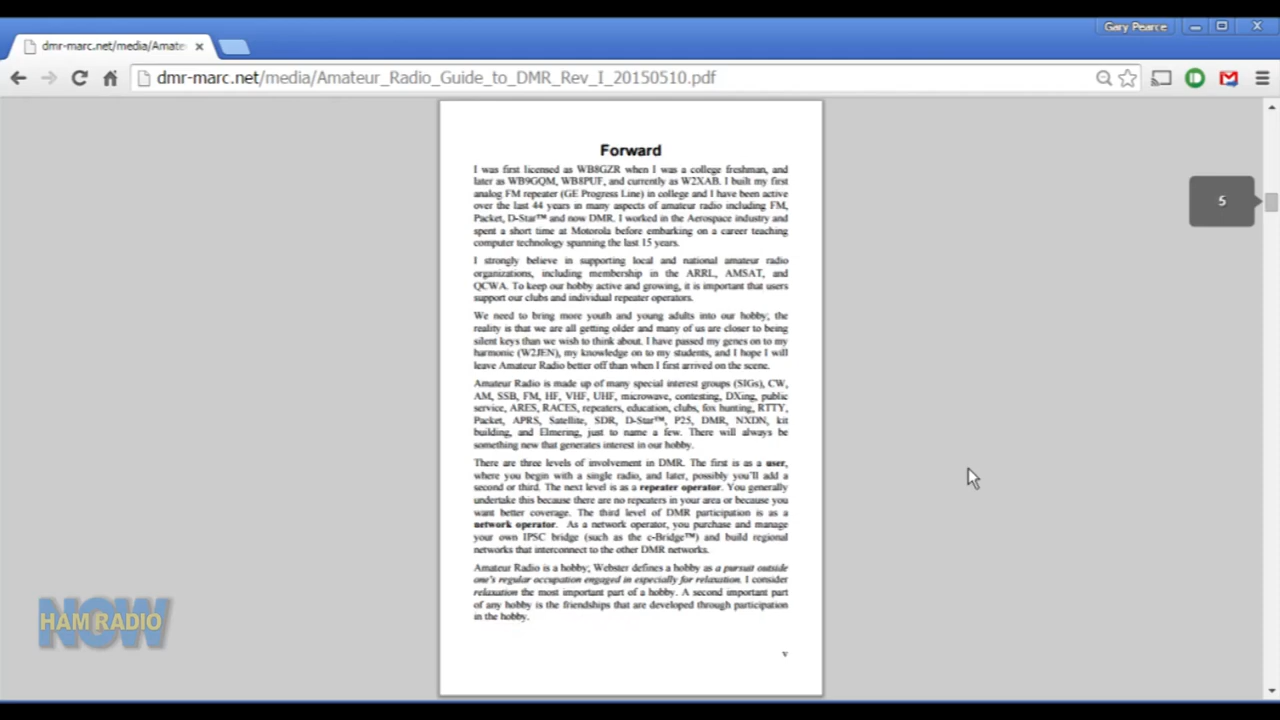 Gary Pearce
dmr-marc.net/media/Amate
dmr-marc.net/media/Amateur_Radio_Guide_to_DMR_Rev_I_20150510.pdf
Forward
I was first licensed as WB8GZR when I was a college freshman, and
later as WB9GQM, WB8PUF, and currently as W2XAB. I built my first
analog FM repeater (GE Progress Line) in college and I have been active
over the last 44 years in many aspects of amateur radio including FM,
Packet, D-Star™ and now DMR. I worked in the Aerospace industry and
spent a short time at Motorola before embarking on a career teaching
computer technology spanning the last 15 years.
I strongly believe in supporting local and national amateur radio
organizations, including membership in the ARRL, AMSAT, and
QCWA. To keep our hobby active and growing, it is important that users
support our clubs and individual repeater operators.
We need to bring more youth and young adults into our hobby; the
reality is that we are all getting older and many of us are closer to being
silent keys than we wish to think about. I have passed my genes on to my
harmonic (W2JEN), my knowledge on to my students, and I hope I will
leave Amateur Radio better off than when I first arrived on the scene.
Amateur Radio is made up of many special interest groups (SIGs), CW,
AM, SSB, FM, HF, VHF, UHF, microwave, contesting, DXing, public
service, ARES, RACES, repeaters, education, clubs, fox hunting, RTTY,
Packet, APRS, Satellite, SDR, D-Star™, P25, DMR, NXDN, kit
building, and Elmering, just to name a few. There will always be
something new that generates interest in our hobby.
There are three levels of involvement in DMR. The first is as a user,
where you begin with a single radio, and later, possibly you'll add a
second or third. The next level is as a repeater operator. You generally
undertake this because there are no repeaters in your area or because you
want better coverage. The third level of DMR participation is as a
network operator. As a network operator, you purchase and manage
your own IPSC bridge (such as the c-Bridge™) and build regional
networks that interconnect to the other DMR networks.
Amateur Radio is a hobby; Webster defines a hobby as a pursuit outside
one's regular occupation engaged in especially for relaxation. I consider
relaxation the most important part of a hobby. A second important part
of any hobby is the friendships that are developed through participation
in the hobby.
v
5
NOW
HAM RADIO